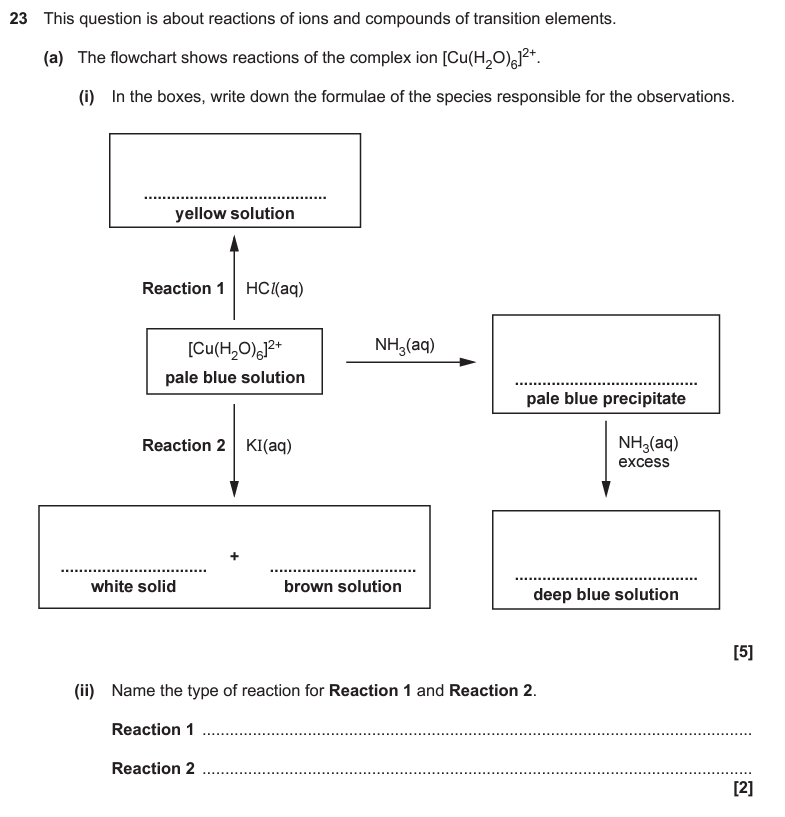 23 This question is about reactions of ions and compounds of transition elements.
(a) The flowchart shows reactions of the complex ion [Cu(H₂O)₆]²⁺.
(i) In the boxes, write down the formulae of the species responsible for the observations.
........................................
yellow solution
Reaction 1 HCl(aq)
[Cu(H₂O)₆]²⁺
pale blue solution
NH₃(aq)
........................................
pale blue precipitate
Reaction 2 KI(aq)
NH₃(aq)
excess
................................ + ................................
white solid brown solution
........................................
deep blue solution
[5]
(ii) Name the type of reaction for Reaction 1 and Reaction 2.
Reaction 1 ........................................................................................................................
Reaction 2 ........................................................................................................................
[2]